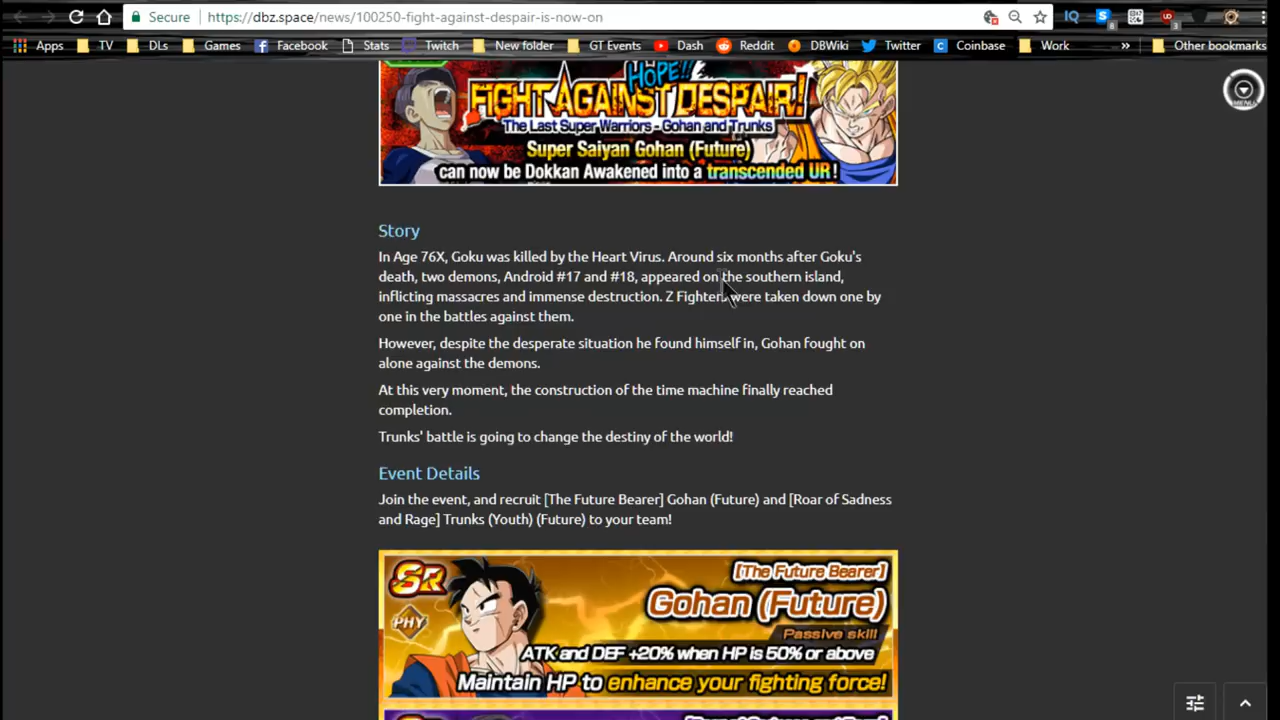 Secure https://dbz.space/news/100250-fight-against-despair-is-now-on
Apps TV DLs Games Facebook Stats Twitch New folder GT Events Dash Reddit DBWiki Twitter Coinbase Work » Other bookmarks
HOPE!!
FIGHT AGAINST DESPAIR!
The Last Super Warriors - Gohan and Trunks
Super Saiyan Gohan (Future)
can now be Dokkan Awakened into a transcended UR!
MENU
Story
In Age 76X, Goku was killed by the Heart Virus. Around six months after Goku's
death, two demons, Android #17 and #18, appeared on the southern island,
inflicting massacres and immense destruction. Z Fighters were taken down one by
one in the battles against them.
However, despite the desperate situation he found himself in, Gohan fought on
alone against the demons.
At this very moment, the construction of the time machine finally reached
completion.
Trunks' battle is going to change the destiny of the world!
Event Details
Join the event, and recruit [The Future Bearer] Gohan (Future) and [Roar of Sadness
and Rage] Trunks (Youth) (Future) to your team!
SR
[The Future Bearer]
Gohan (Future)
PHY
Passive skill
ATK and DEF +20% when HP is 50% or above
Maintain HP to enhance your fighting force!